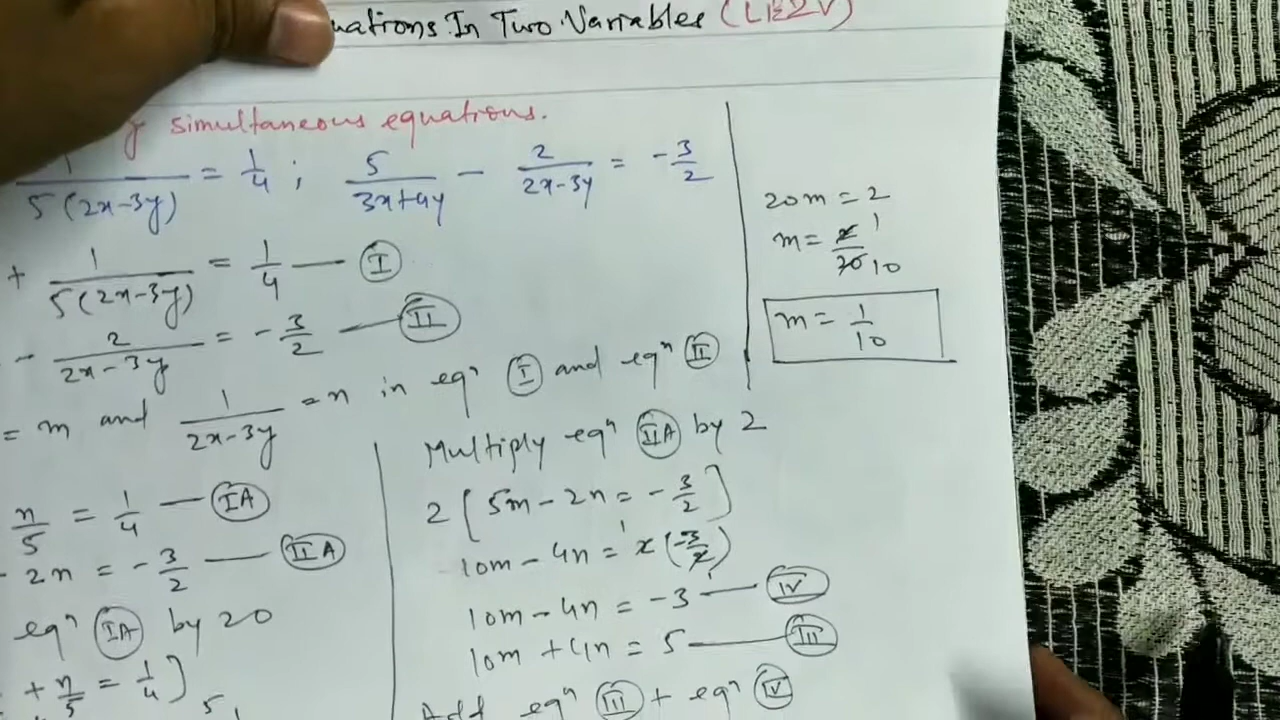 uations In Two Variables (LE2V)
simultaneous equations.
1/5(2x-3y) = 1/4 ; 5/3x+4y - 2/2x-3y = -3/2
+ 1/5(2x-3y) = 1/4 — I
- 2/2x-3y = -3/2 — II
= m and 1/2x-3y = n in eqn I and eqn II
n/5 = 1/4 — IA
- 2n = -3/2 — IIA
eqn IA by 20
+ n/5 = 1/4 ]
5
Multiply eqn IIA by 2
2 [ 5m - 2n = -3/2 ]
10m - 4n = 2 (-3/2)
10m - 4n = -3 — IV
10m + 4n = 5 — III
Add eqn III + eqn IV
20m = 2
m = 2/20 1 10
m = 1/10